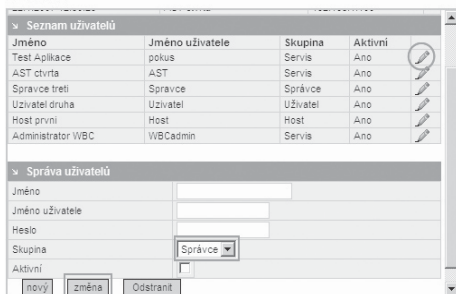 Seznam uživatelů
Jméno Jméno uživatele Skupina Aktivní
Test Aplikace pokus Servis Ano
AST ctvrta AST Servis Ano
Spravce treti Spravce Správce Ano
Uzivatel druha Uzivatel Uživatel Ano
Host prvni Host Host Ano
Administrator WBC WBCadmin Servis Ano
Správa uživatelů
Jméno
Jméno uživatele
Heslo
Skupina Správce
Aktivní
nový změna Odstranit